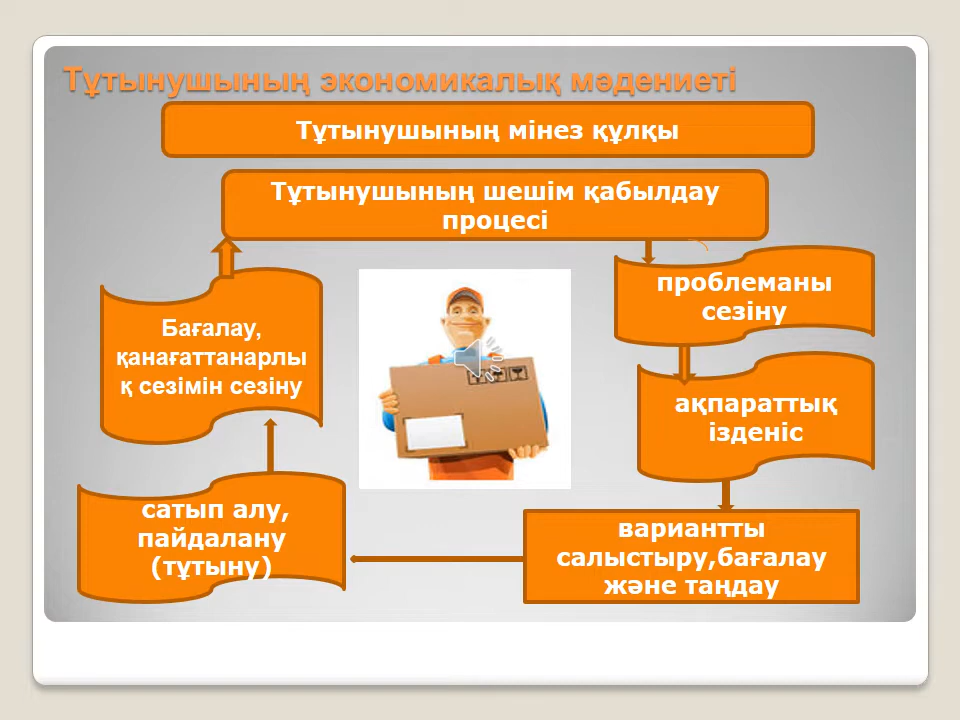 Тұтынушының экономикалық мәдениеті
Тұтынушының мінез құлқы
Тұтынушының шешім қабылдау
процесі
проблеманы
сезіну
ақпараттық
ізденіс
вариантты
салыстыру,бағалау
және таңдау
сатып алу,
пайдалану
(тұтыну)
Бағалау,
қанағаттанарлы
қ сезімін сезіну